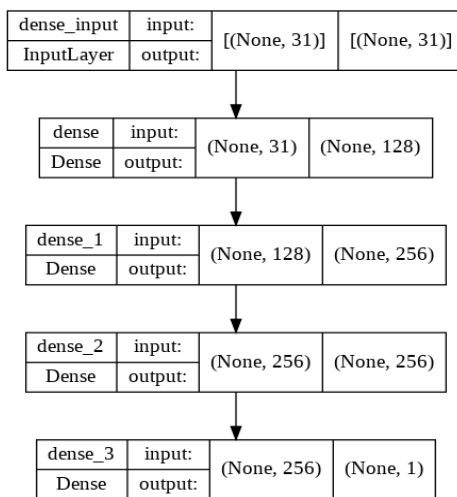 dense_input input: [(None, 31)] [(None, 31)]
InputLayer output:
dense input: (None, 31) (None, 128)
Dense output:
dense_1 input: (None, 128) (None, 256)
Dense output:
dense_2 input: (None, 256) (None, 256)
Dense output:
dense_3 input: (None, 256) (None, 1)
Dense output: